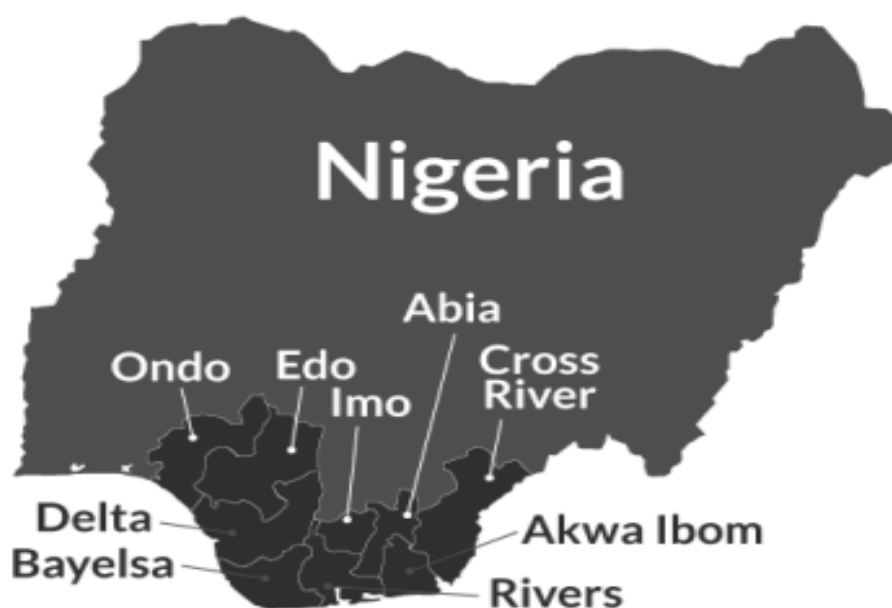 Nigeria
Abia
Ondo
Edo
Imo
Cross
River
Delta
Bayelsa
Akwa Ibom
Rivers